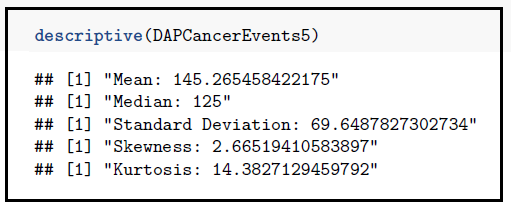 descriptive(DAPCancerEvents5)
## [1] "Mean: 145.265458422175"
## [1] "Median: 125"
## [1] "Standard Deviation: 69.6487827302734"
## [1] "Skewness: 2.66519410583897"
## [1] "Kurtosis: 14.3827129459792"